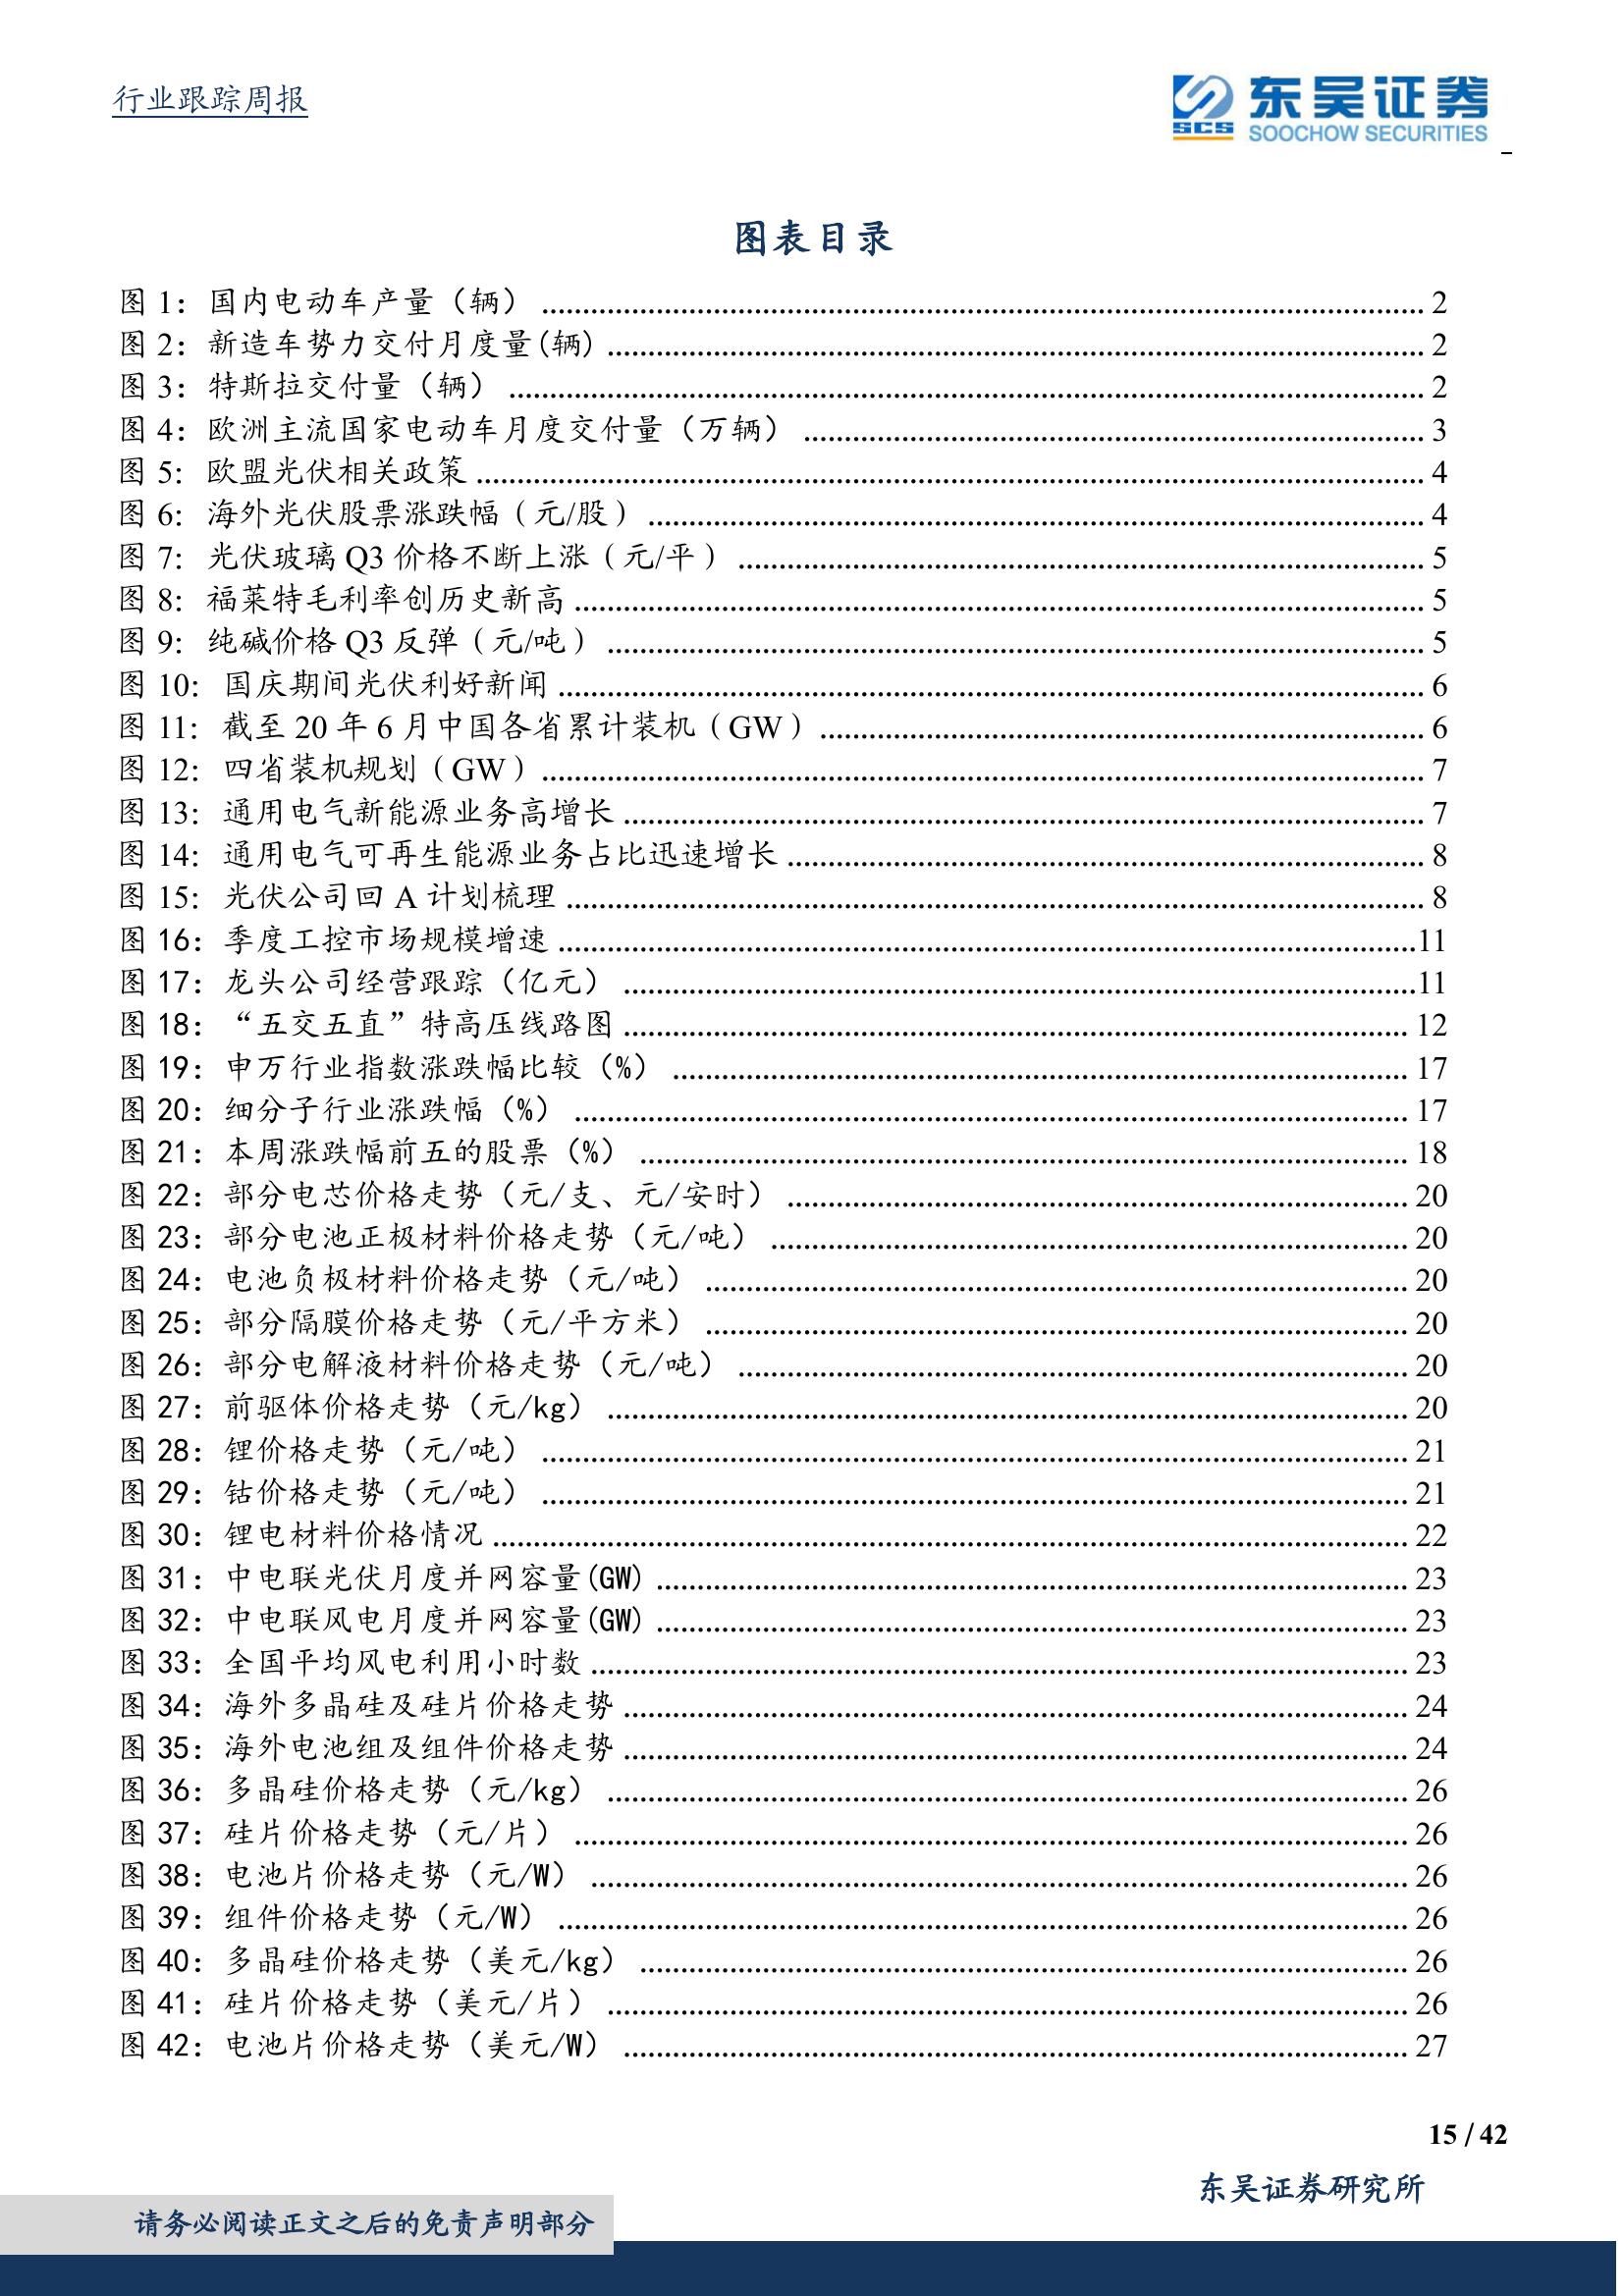 行业跟踪周报
SCS 东吴证券
SOOCHOW SECURITIES
图表目录
图 1：国内电动车产量（辆） ........ 2
图 2：新造车势力交付月度量(辆) ........ 2
图 3：特斯拉交付量（辆） ........ 2
图 4：欧洲主流国家电动车月度交付量（万辆） ........ 3
图 5：欧盟光伏相关政策 ........ 4
图 6：海外光伏股票涨跌幅（元/股） ........ 4
图 7：光伏玻璃 Q3 价格不断上涨（元/平） ........ 5
图 8：福莱特毛利率创历史新高 ........ 5
图 9：纯碱价格 Q3 反弹（元/吨） ........ 5
图 10：国庆期间光伏利好新闻 ........ 6
图 11：截至 20 年 6 月中国各省累计装机（GW） ........ 6
图 12：四省装机规划（GW） ........ 7
图 13：通用电气新能源业务高增长 ........ 7
图 14：通用电气可再生能源业务占比迅速增长 ........ 8
图 15：光伏公司回 A 计划梳理 ........ 8
图 16：季度工控市场规模增速 ........ 11
图 17：龙头公司经营跟踪（亿元） ........ 11
图 18：“五交五直”特高压线路图 ........ 12
图 19：申万行业指数涨跌幅比较（%） ........ 17
图 20：细分子行业涨跌幅（%） ........ 17
图 21：本周涨跌幅前五的股票（%） ........ 18
图 22：部分电芯价格走势（元/支、元/安时） ........ 20
图 23：部分电池正极材料价格走势（元/吨） ........ 20
图 24：电池负极材料价格走势（元/吨） ........ 20
图 25：部分隔膜价格走势（元/平方米） ........ 20
图 26：部分电解液材料价格走势（元/吨） ........ 20
图 27：前驱体价格走势（元/kg） ........ 20
图 28：锂价格走势（元/吨） ........ 21
图 29：钴价格走势（元/吨） ........ 21
图 30：锂电材料价格情况 ........ 22
图 31：中电联光伏月度并网容量(GW) ........ 23
图 32：中电联风电月度并网容量(GW) ........ 23
图 33：全国平均风电利用小时数 ........ 23
图 34：海外多晶硅及硅片价格走势 ........ 24
图 35：海外电池组及组件价格走势 ........ 24
图 36：多晶硅价格走势（元/kg） ........ 26
图 37：硅片价格走势（元/片） ........ 26
图 38：电池片价格走势（元/W） ........ 26
图 39：组件价格走势（元/W） ........ 26
图 40：多晶硅价格走势（美元/kg） ........ 26
图 41：硅片价格走势（美元/片） ........ 26
图 42：电池片价格走势（美元/W） ........ 27
15 / 42
东吴证券研究所
请务必阅读正文之后的免责声明部分